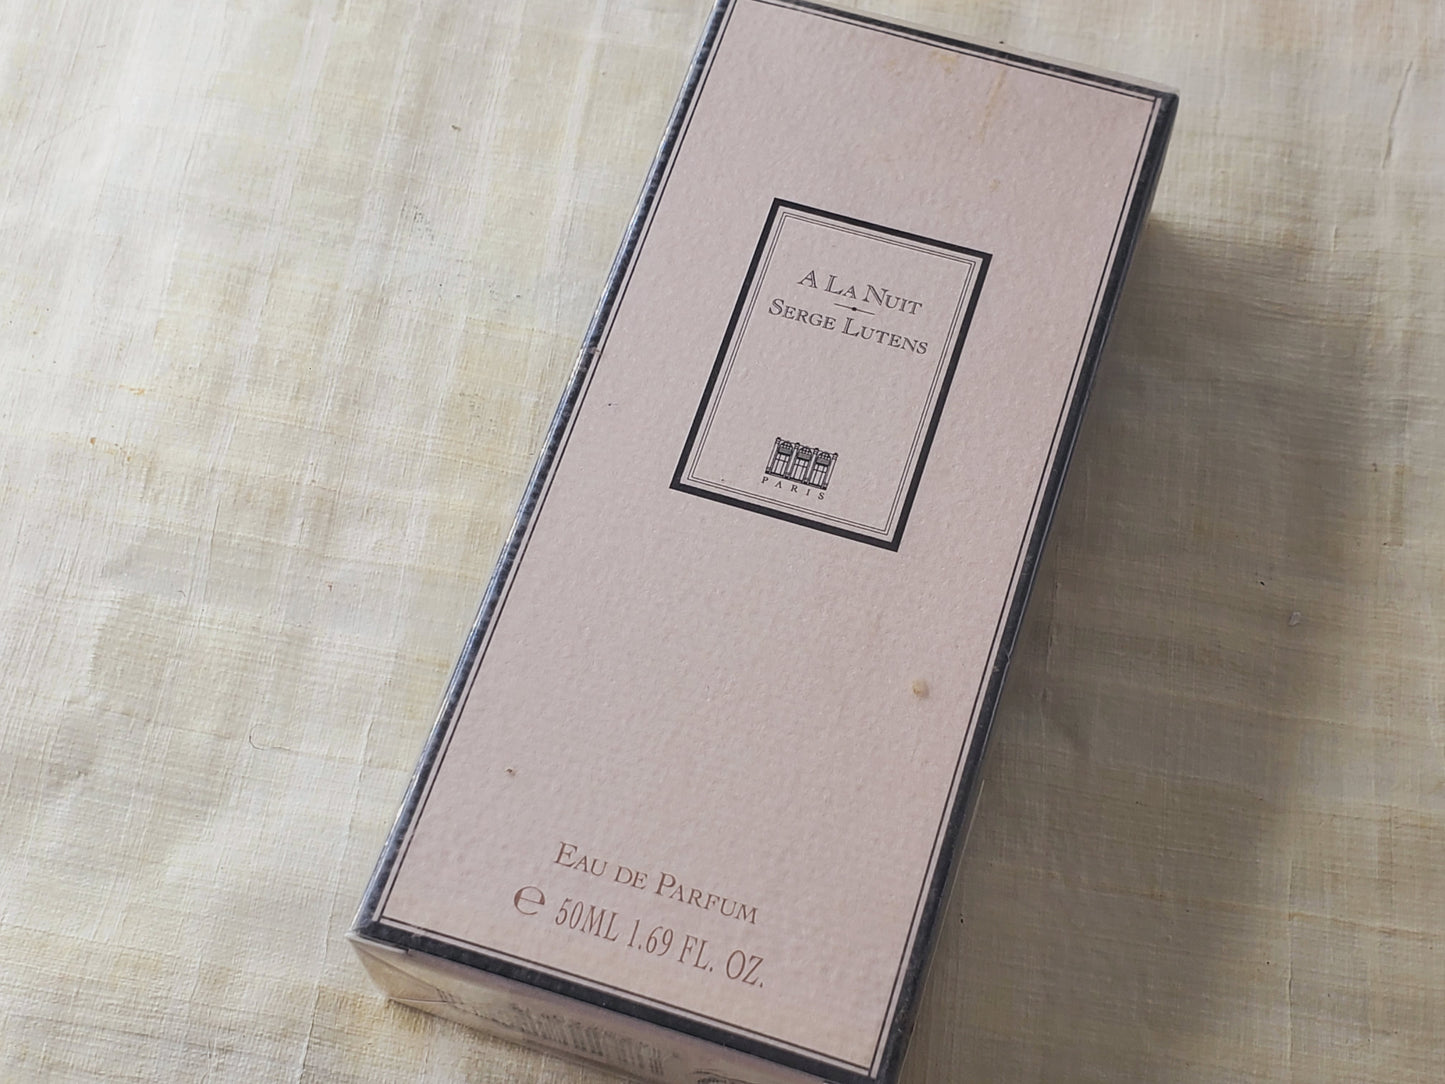 A LA NUIT
SERGE LUTENS
PARIS
EAU DE PARFUM
℮ 50ML 1.69 FL. OZ.